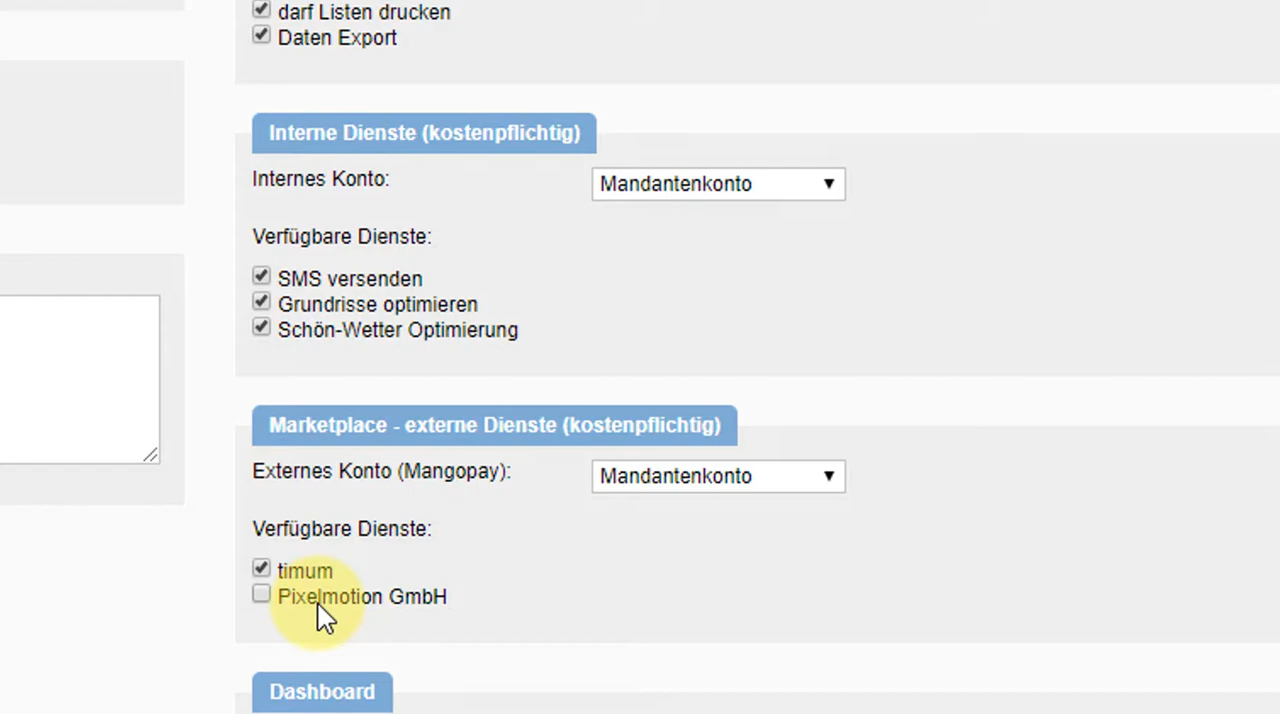 darf Listen drucken
Daten Export
Interne Dienste (kostenpflichtig)
Internes Konto:
Mandantenkonto
Verfügbare Dienste:
SMS versenden
Grundrisse optimieren
Schön-Wetter Optimierung
Marketplace - externe Dienste (kostenpflichtig)
Externes Konto (Mangopay):
Mandantenkonto
Verfügbare Dienste:
timum
Pixelmotion GmbH
Dashboard